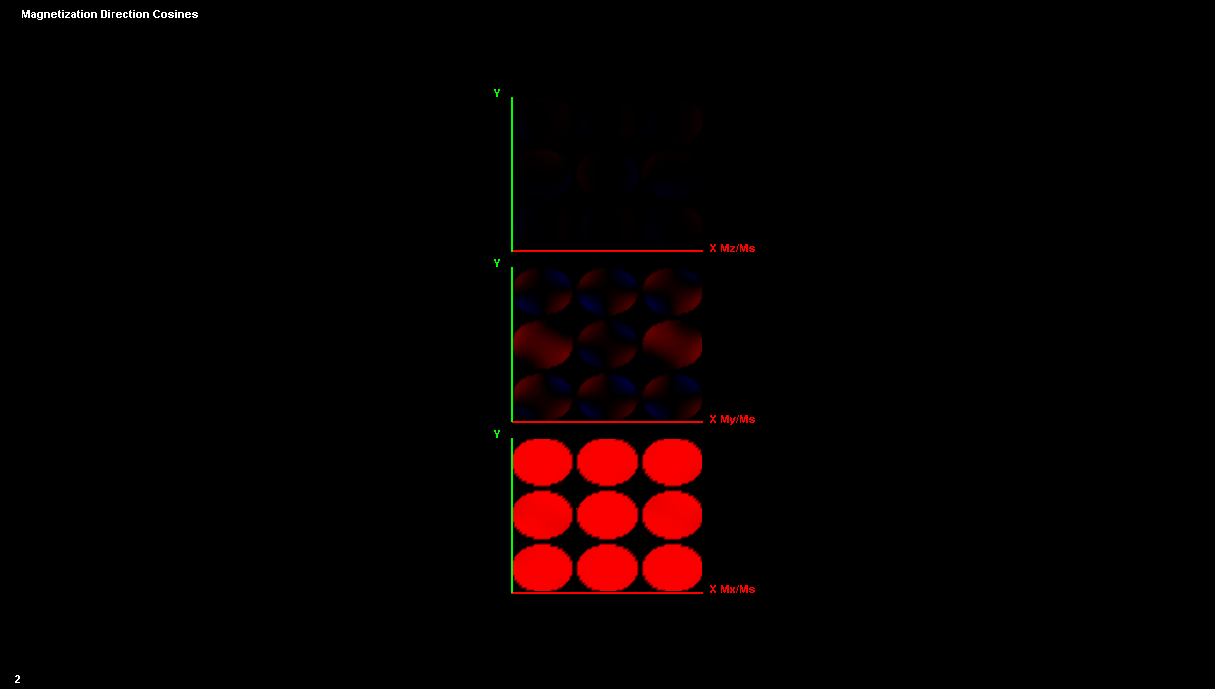 Magnetization Direction Cosines
Y
X Mz/Ms
Y
X My/Ms
Y
X Mx/Ms
2